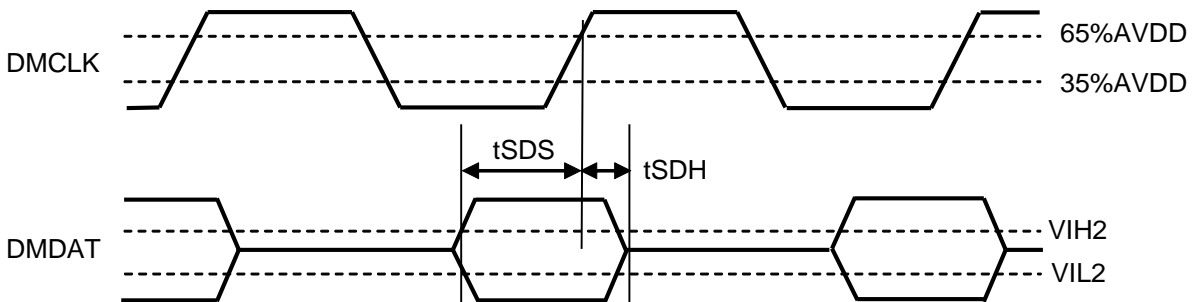 65%AVDD
DMCLK
35%AVDD
tSDS
tSDH
VIH2
DMDAT
VIL2